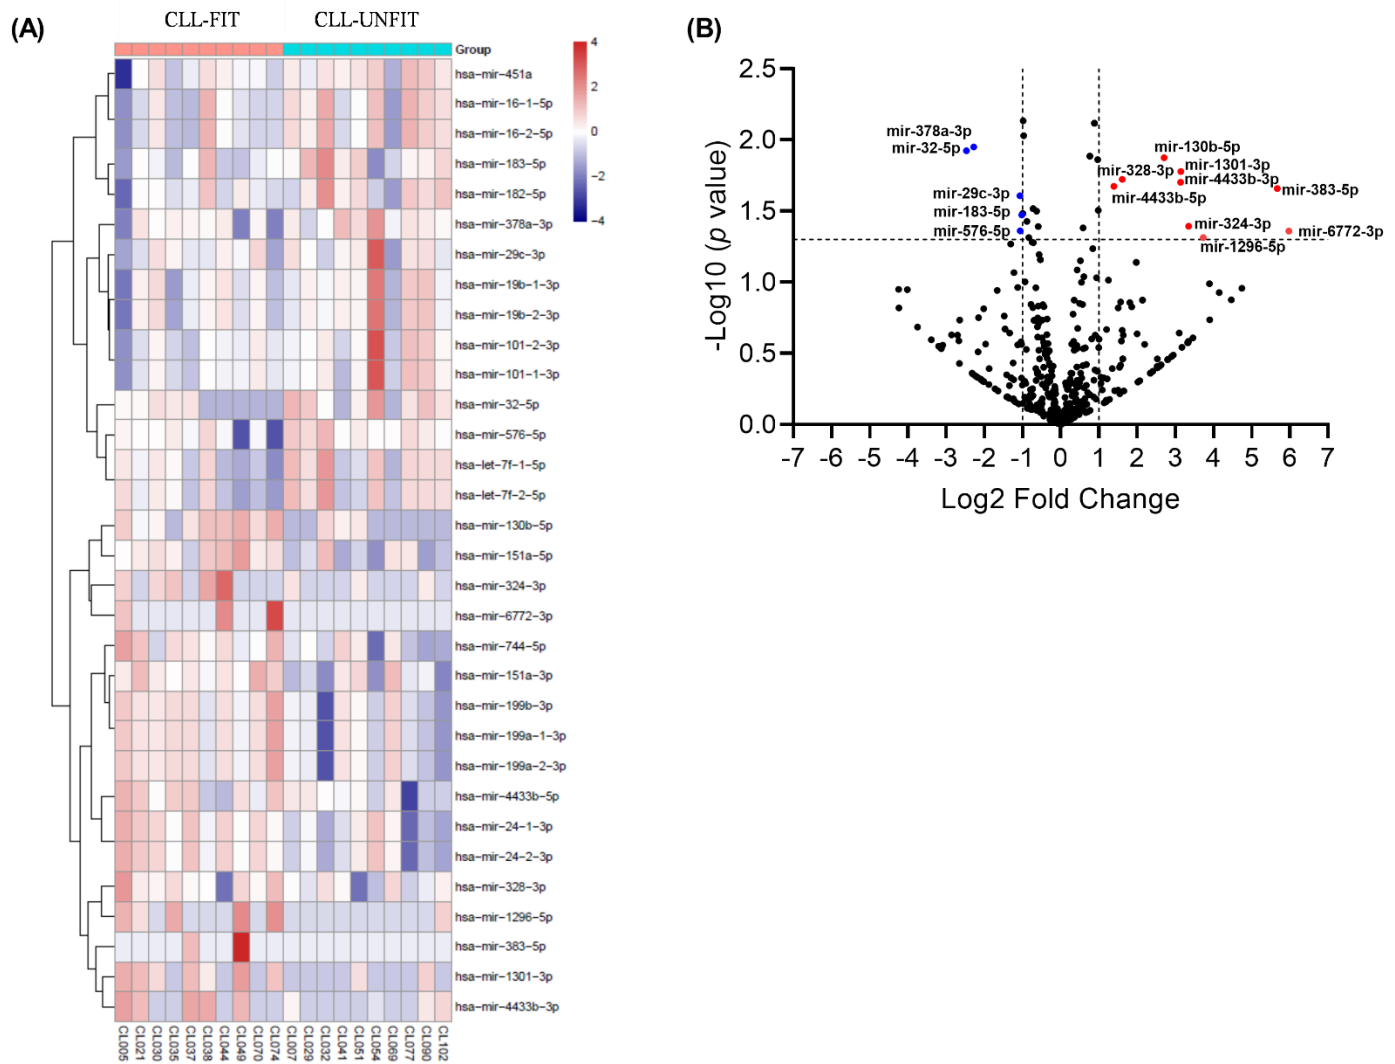 (A)
CLL-FIT
CLL-UNFIT
Group
hsa-mir-451a
hsa-mir-16-1-5p
hsa-mir-16-2-5p
hsa-mir-183-5p
hsa-mir-182-5p
hsa-mir-378a-3p
hsa-mir-29c-3p
hsa-mir-19b-1-3p
hsa-mir-19b-2-3p
hsa-mir-101-2-3p
hsa-mir-101-1-3p
hsa-mir-32-5p
hsa-mir-576-5p
hsa-let-7f-1-5p
hsa-let-7f-2-5p
hsa-mir-130b-5p
hsa-mir-151a-5p
hsa-mir-324-3p
hsa-mir-6772-3p
hsa-mir-744-5p
hsa-mir-151a-3p
hsa-mir-199b-3p
hsa-mir-199a-1-3p
hsa-mir-199a-2-3p
hsa-mir-4433b-5p
hsa-mir-24-1-3p
hsa-mir-24-2-3p
hsa-mir-328-3p
hsa-mir-1296-5p
hsa-mir-383-5p
hsa-mir-1301-3p
hsa-mir-4433b-3p
CL005
CL021
CL030
CL035
CL037
CL038
CL044
CL049
CL070
CL074
CL007
CL029
CL032
CL041
CL051
CL054
CL069
CL077
CL090
CL102
4
2
0
−2
−4
(B)
-Log10 (p value)
2.5
2.0
1.5
1.0
0.5
0.0
mir-378a-3p
mir-32-5p
mir-29c-3p
mir-183-5p
mir-576-5p
mir-130b-5p
mir-1301-3p
mir-328-3p
mir-4433b-3p
mir-383-5p
mir-4433b-5p
mir-324-3p
mir-6772-3p
mir-1296-5p
-7 -6 -5 -4 -3 -2 -1 0 1 2 3 4 5 6 7
Log2 Fold Change